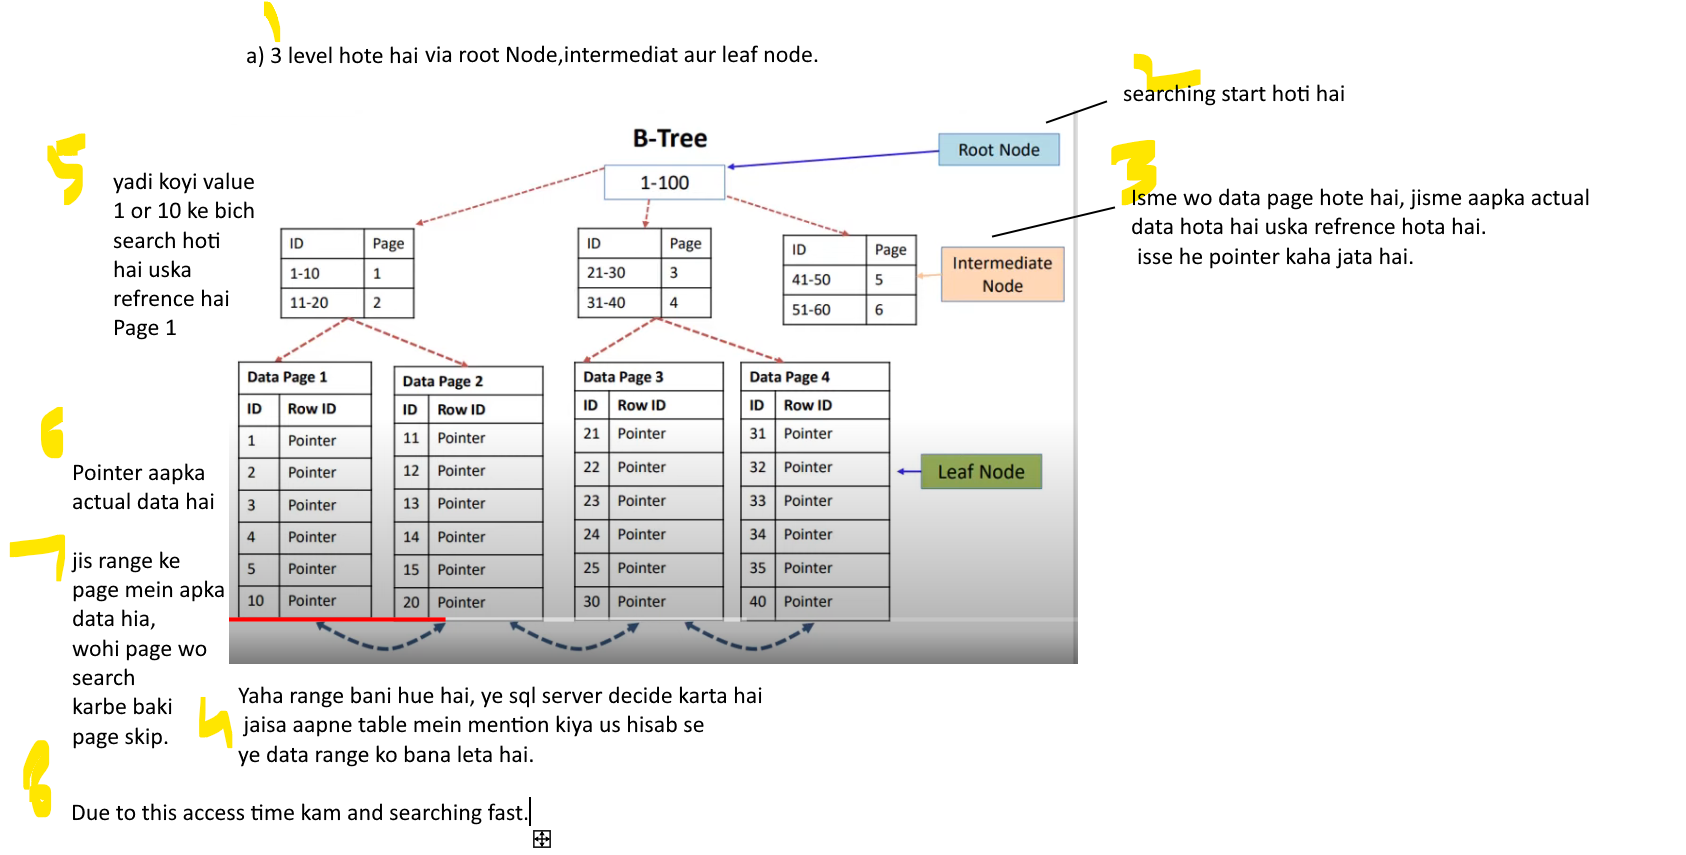 1
a) 3 level hote hai via root Node,intermediat aur leaf node.
2
searching start hoti hai
B-Tree
Root Node
1-100
3
Isme wo data page hote hai, jisme aapka actual
data hota hai uska refrence hota hai.
isse he pointer kaha jata hai.
5
yadi koyi value
1 or 10 ke bich
search hoti
hai uska
refrence hai
Page 1
ID Page
1-10 1
11-20 2
ID Page
21-30 3
31-40 4
ID Page
41-50 5
51-60 6
Intermediate
Node
Data Page 1
ID Row ID
1 Pointer
2 Pointer
3 Pointer
4 Pointer
5 Pointer
10 Pointer
Data Page 2
ID Row ID
11 Pointer
12 Pointer
13 Pointer
14 Pointer
15 Pointer
20 Pointer
Data Page 3
ID Row ID
21 Pointer
22 Pointer
23 Pointer
24 Pointer
25 Pointer
30 Pointer
Data Page 4
ID Row ID
31 Pointer
32 Pointer
33 Pointer
34 Pointer
35 Pointer
40 Pointer
Leaf Node
6
Pointer aapka
actual data hai
7
jis range ke
page mein apka
data hia,
wohi page wo
search
karbe baki
page skip.
4
Yaha range bani hue hai, ye sql server decide karta hai
jaisa aapne table mein mention kiya us hisab se
ye data range ko bana leta hai.
8
Due to this access time kam and searching fast.